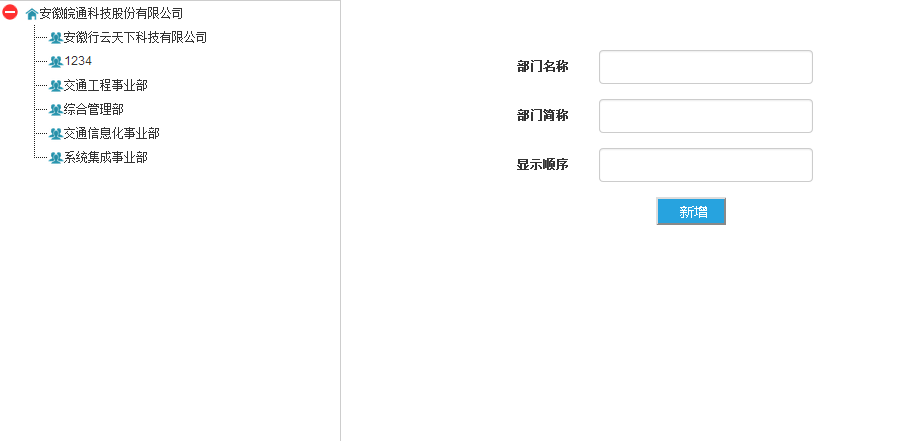 安徽皖通科技股份有限公司
安徽行云天下科技有限公司
1234
交通工程事业部
综合管理部
交通信息化事业部
系统集成事业部
部门名称
部门简称
显示顺序
新增